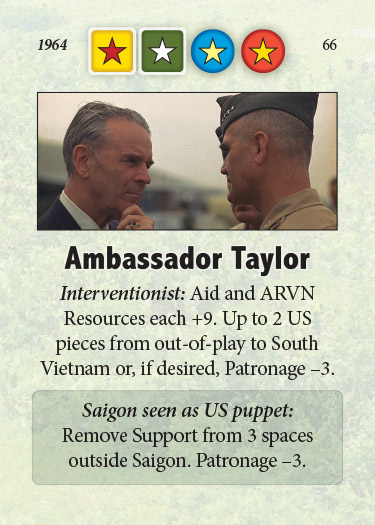 1964 66
Ambassador Taylor
Interventionist: Aid and ARVN
Resources each +9. Up to 2 US
pieces from out-of-play to South
Vietnam or, if desired, Patronage –3.
Saigon seen as US puppet:
Remove Support from 3 spaces
outside Saigon. Patronage –3.